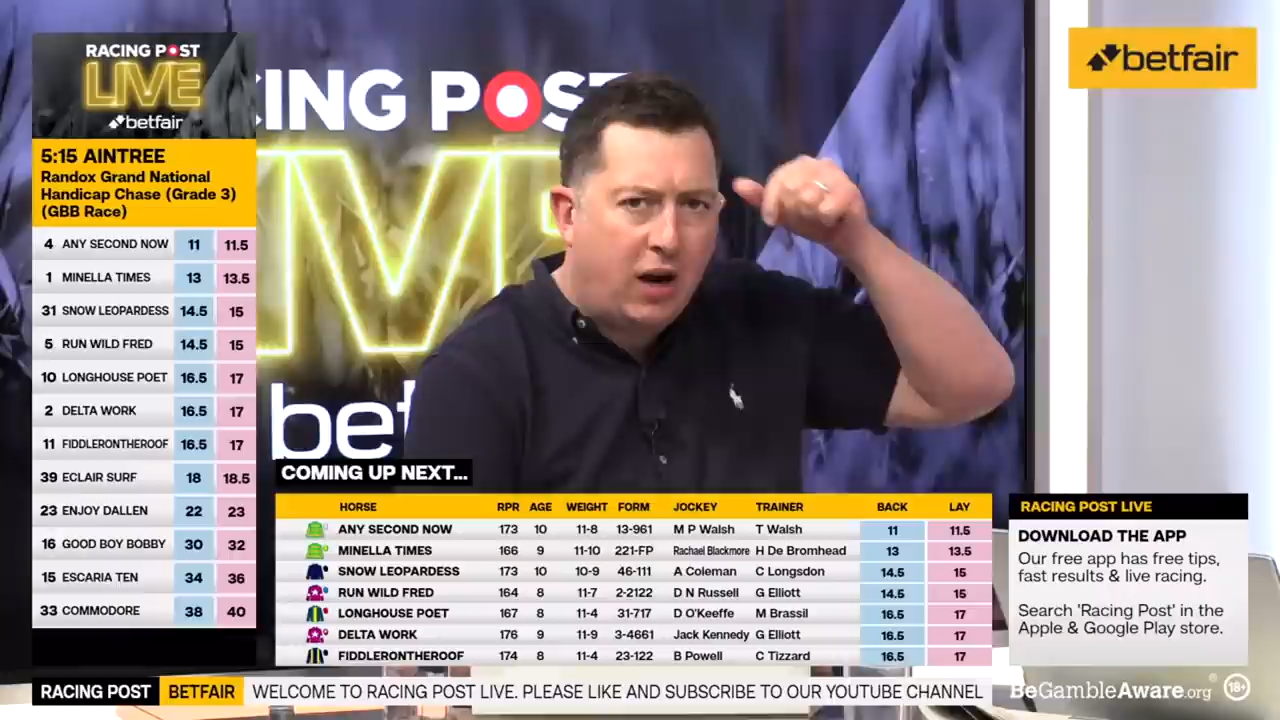 RACING POST
LIVE
betfair
5:15 AINTREE
Randox Grand National
Handicap Chase (Grade 3)
(GBB Race)
4 ANY SECOND NOW 11 11.5
1 MINELLA TIMES 13 13.5
31 SNOW LEOPARDESS 14.5 15
5 RUN WILD FRED 14.5 15
10 LONGHOUSE POET 16.5 17
2 DELTA WORK 16.5 17
11 FIDDLERONTHEROOF 16.5 17
39 ECLAIR SURF 18 18.5
23 ENJOY DALLEN 22 23
16 GOOD BOY BOBBY 30 32
15 ESCARIA TEN 34 36
33 COMMODORE 38 40
CING POST
bet
betfair
COMING UP NEXT...
HORSE RPR AGE WEIGHT FORM JOCKEY TRAINER BACK LAY
ANY SECOND NOW 173 10 11-8 13-961 M P Walsh T Walsh 11 11.5
MINELLA TIMES 166 9 11-10 221-FP Rachael Blackmore H De Bromhead 13 13.5
SNOW LEOPARDESS 173 10 10-9 46-111 A Coleman C Longsdon 14.5 15
RUN WILD FRED 164 8 11-7 2-2122 D N Russell G Elliott 14.5 15
LONGHOUSE POET 167 8 11-4 31-717 D O'Keeffe M Brassil 16.5 17
DELTA WORK 176 9 11-9 3-4661 Jack Kennedy G Elliott 16.5 17
FIDDLERONTHEROOF 174 8 11-4 23-122 B Powell C Tizzard 16.5 17
RACING POST LIVE
DOWNLOAD THE APP
Our free app has free tips,
fast results & live racing.
Search 'Racing Post' in the
Apple & Google Play store.
RACING POST BETFAIR WELCOME TO RACING POST LIVE. PLEASE LIKE AND SUBSCRIBE TO OUR YOUTUBE CHANNEL
BeGambleAware.org 18+